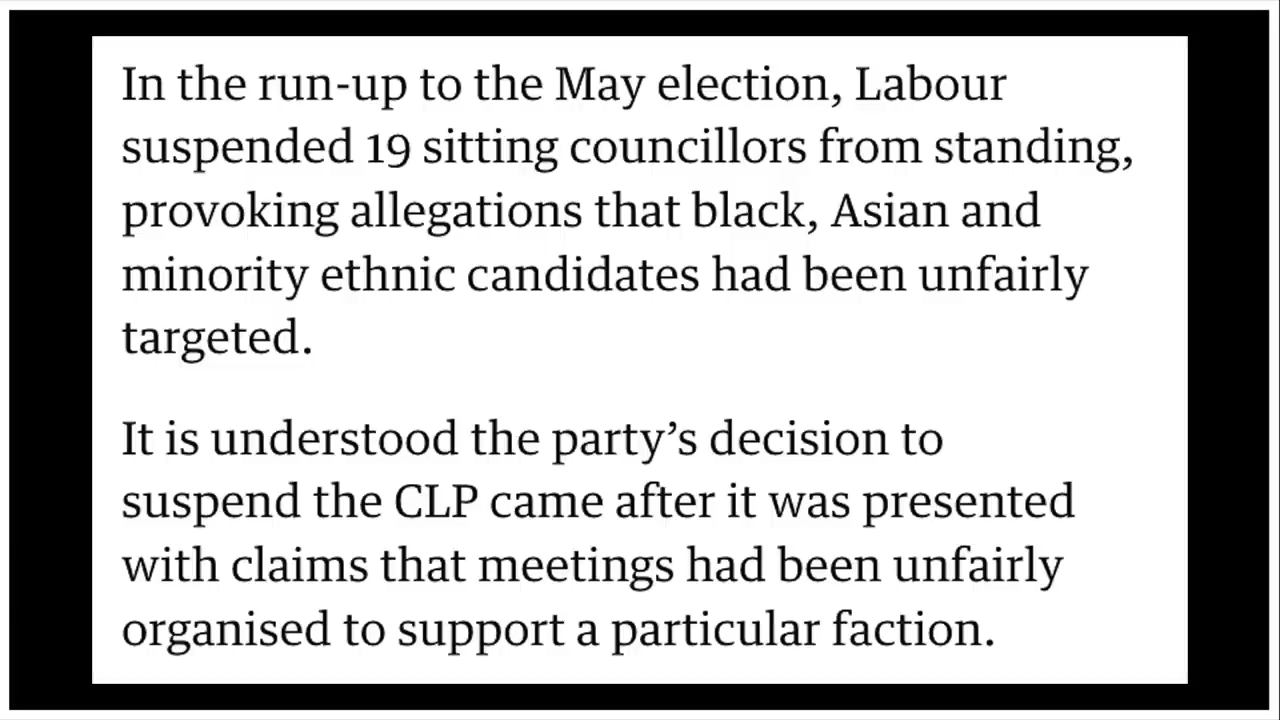 In the run-up to the May election, Labour
suspended 19 sitting councillors from standing,
provoking allegations that black, Asian and
minority ethnic candidates had been unfairly
targeted.
It is understood the party’s decision to
suspend the CLP came after it was presented
with claims that meetings had been unfairly
organised to support a particular faction.